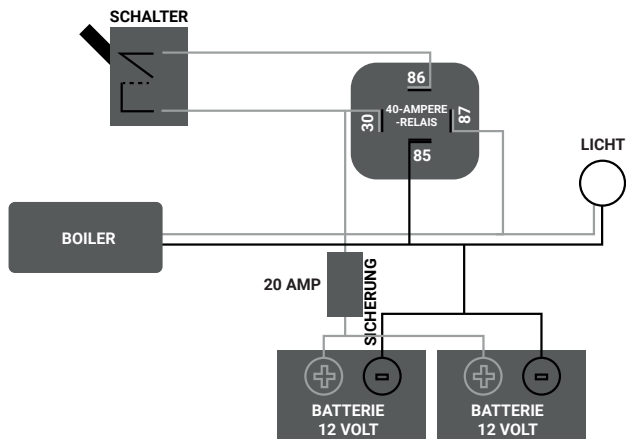 SCHALTER
86
40-AMPERE
-RELAIS
30
87
85
LICHT
BOILER
20 AMP
SICHERUNG
BATTERIE
12 VOLT
BATTERIE
12 VOLT